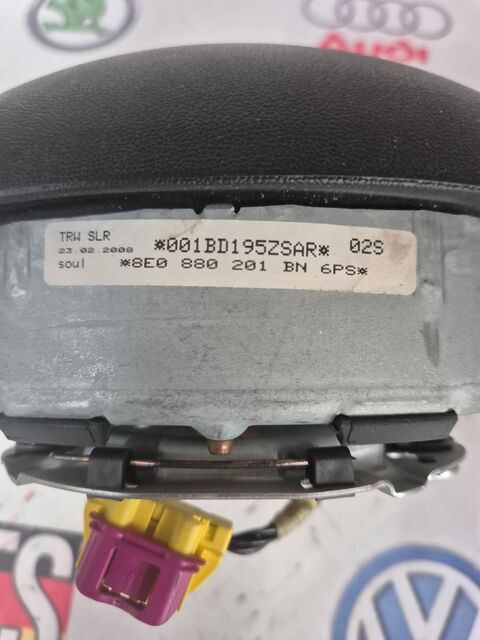 Audi
TRW SLR
23.02.2008
soul
*001BD195ZSAR* 02S
*8E0 880 201 BN 6PS*